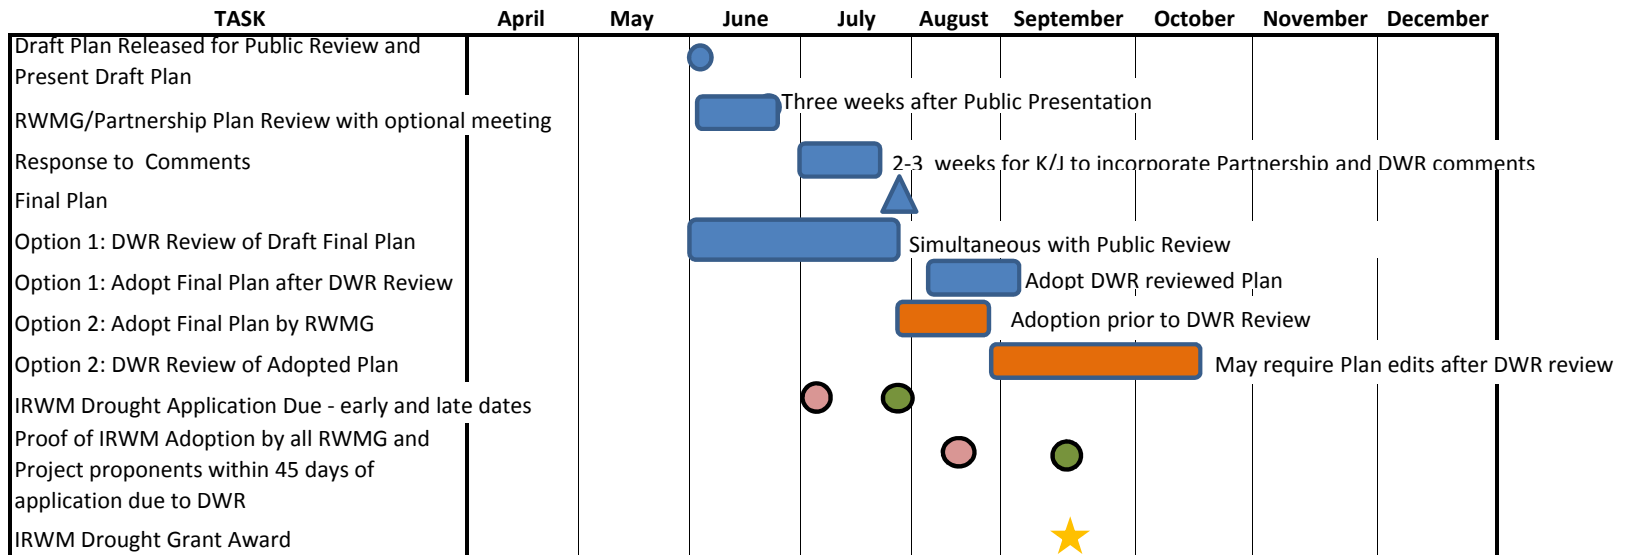 TASK April May June July August September October November December
Draft Plan Released for Public Review and
Present Draft Plan
Three weeks after Public Presentation
RWMG/Partnership Plan Review with optional meeting
Response to Comments 2-3 weeks for K/J to incorporate Partnership and DWR comments
Final Plan
Option 1: DWR Review of Draft Final Plan Simultaneous with Public Review
Option 1: Adopt Final Plan after DWR Review Adopt DWR reviewed Plan
Option 2: Adopt Final Plan by RWMG Adoption prior to DWR Review
Option 2: DWR Review of Adopted Plan May require Plan edits after DWR review
IRWM Drought Application Due - early and late dates
Proof of IRWM Adoption by all RWMG and
Project proponents within 45 days of
application due to DWR
IRWM Drought Grant Award